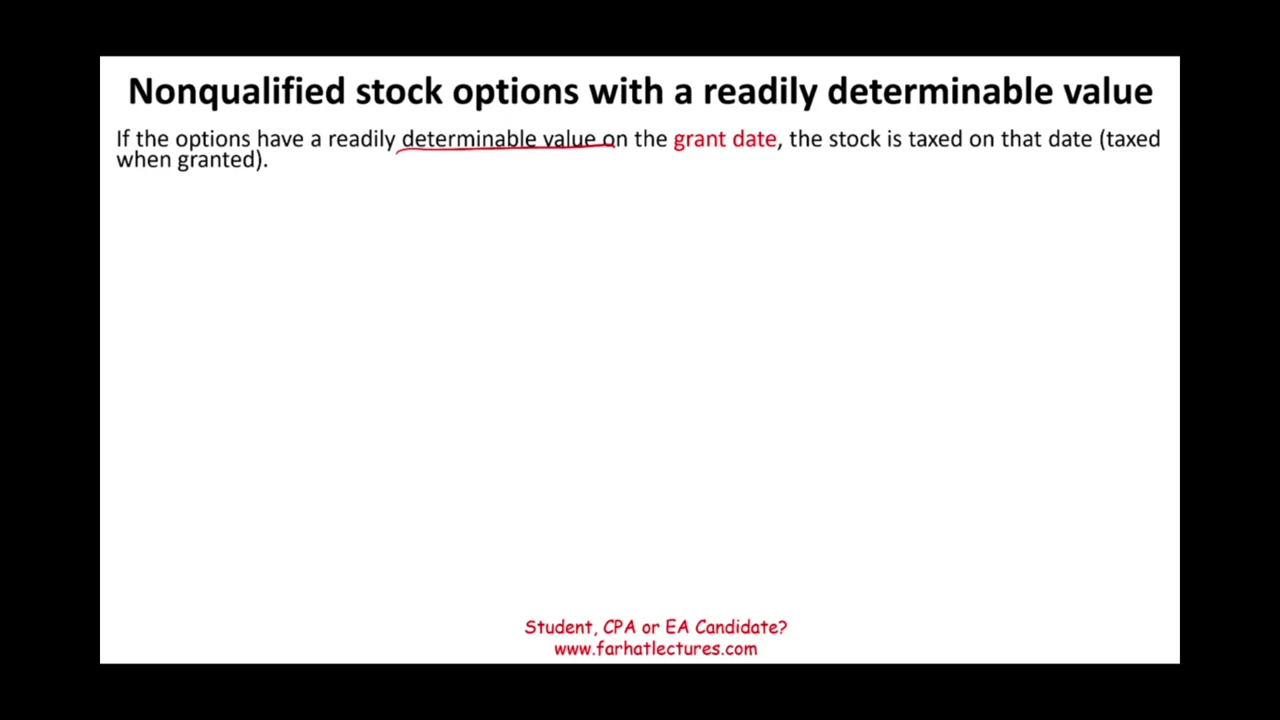 Nonqualified stock options with a readily determinable value
If the options have a readily determinable value on the grant date, the stock is taxed on that date (taxed
when granted).
Student, CPA or EA Candidate?
www.farhatlectures.com